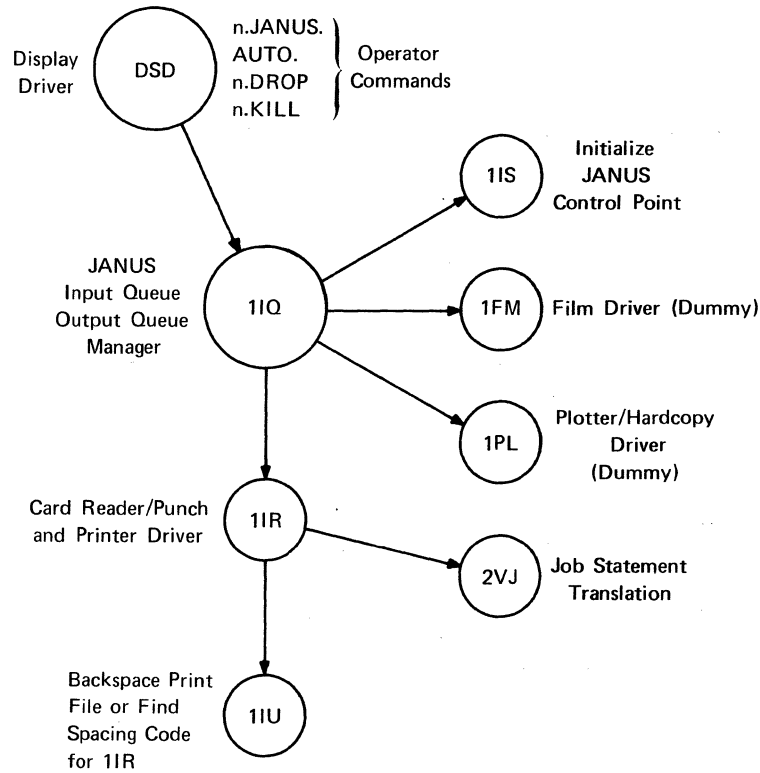 Display
Driver
DSD
n.JANUS.
AUTO.
n.DROP
n.KILL
Operator
Commands
1IS
Initialize
JANUS
Control Point
JANUS
Input Queue
Output Queue
Manager
1IQ
1FM
Film Driver (Dummy)
1PL
Plotter/Hardcopy
Driver
(Dummy)
Card Reader/Punch
and Printer Driver
1IR
2VJ
Job Statement
Translation
Backspace Print
File or Find
Spacing Code
for 1IR
1IU